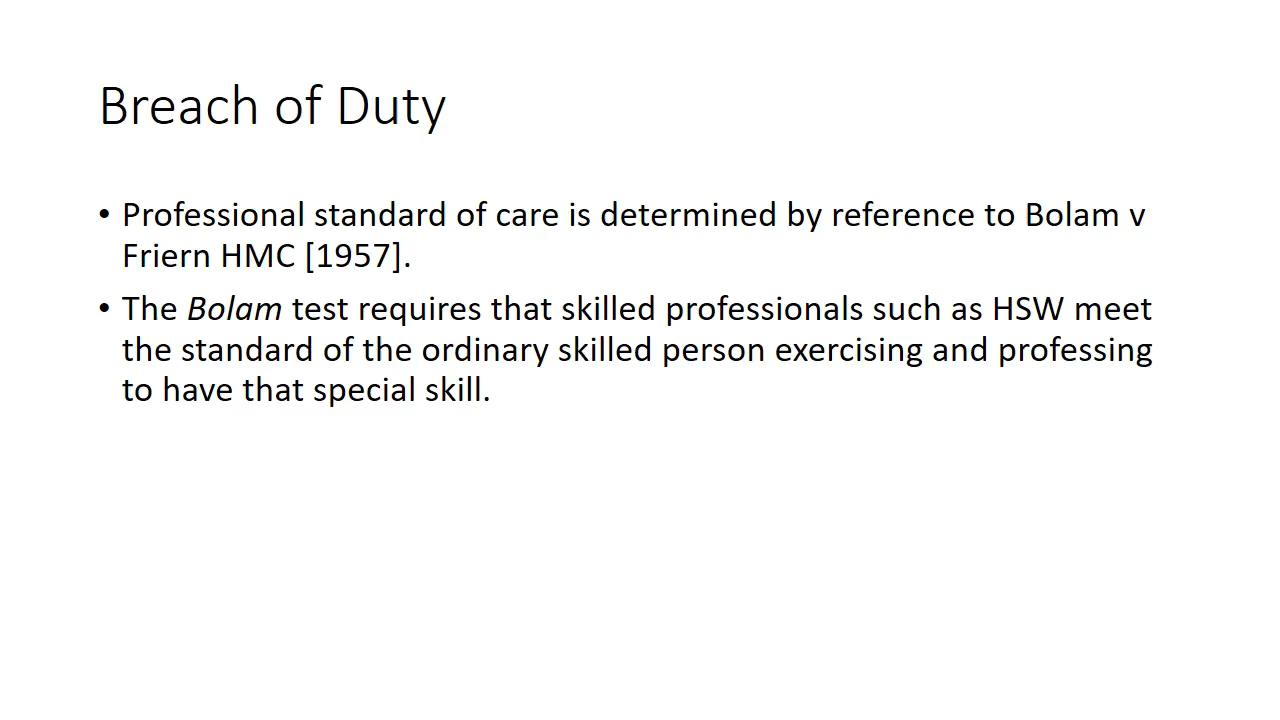 Breach of Duty
• Professional standard of care is determined by reference to Bolam v
Friern HMC [1957].
• The Bolam test requires that skilled professionals such as HSW meet
the standard of the ordinary skilled person exercising and professing
to have that special skill.